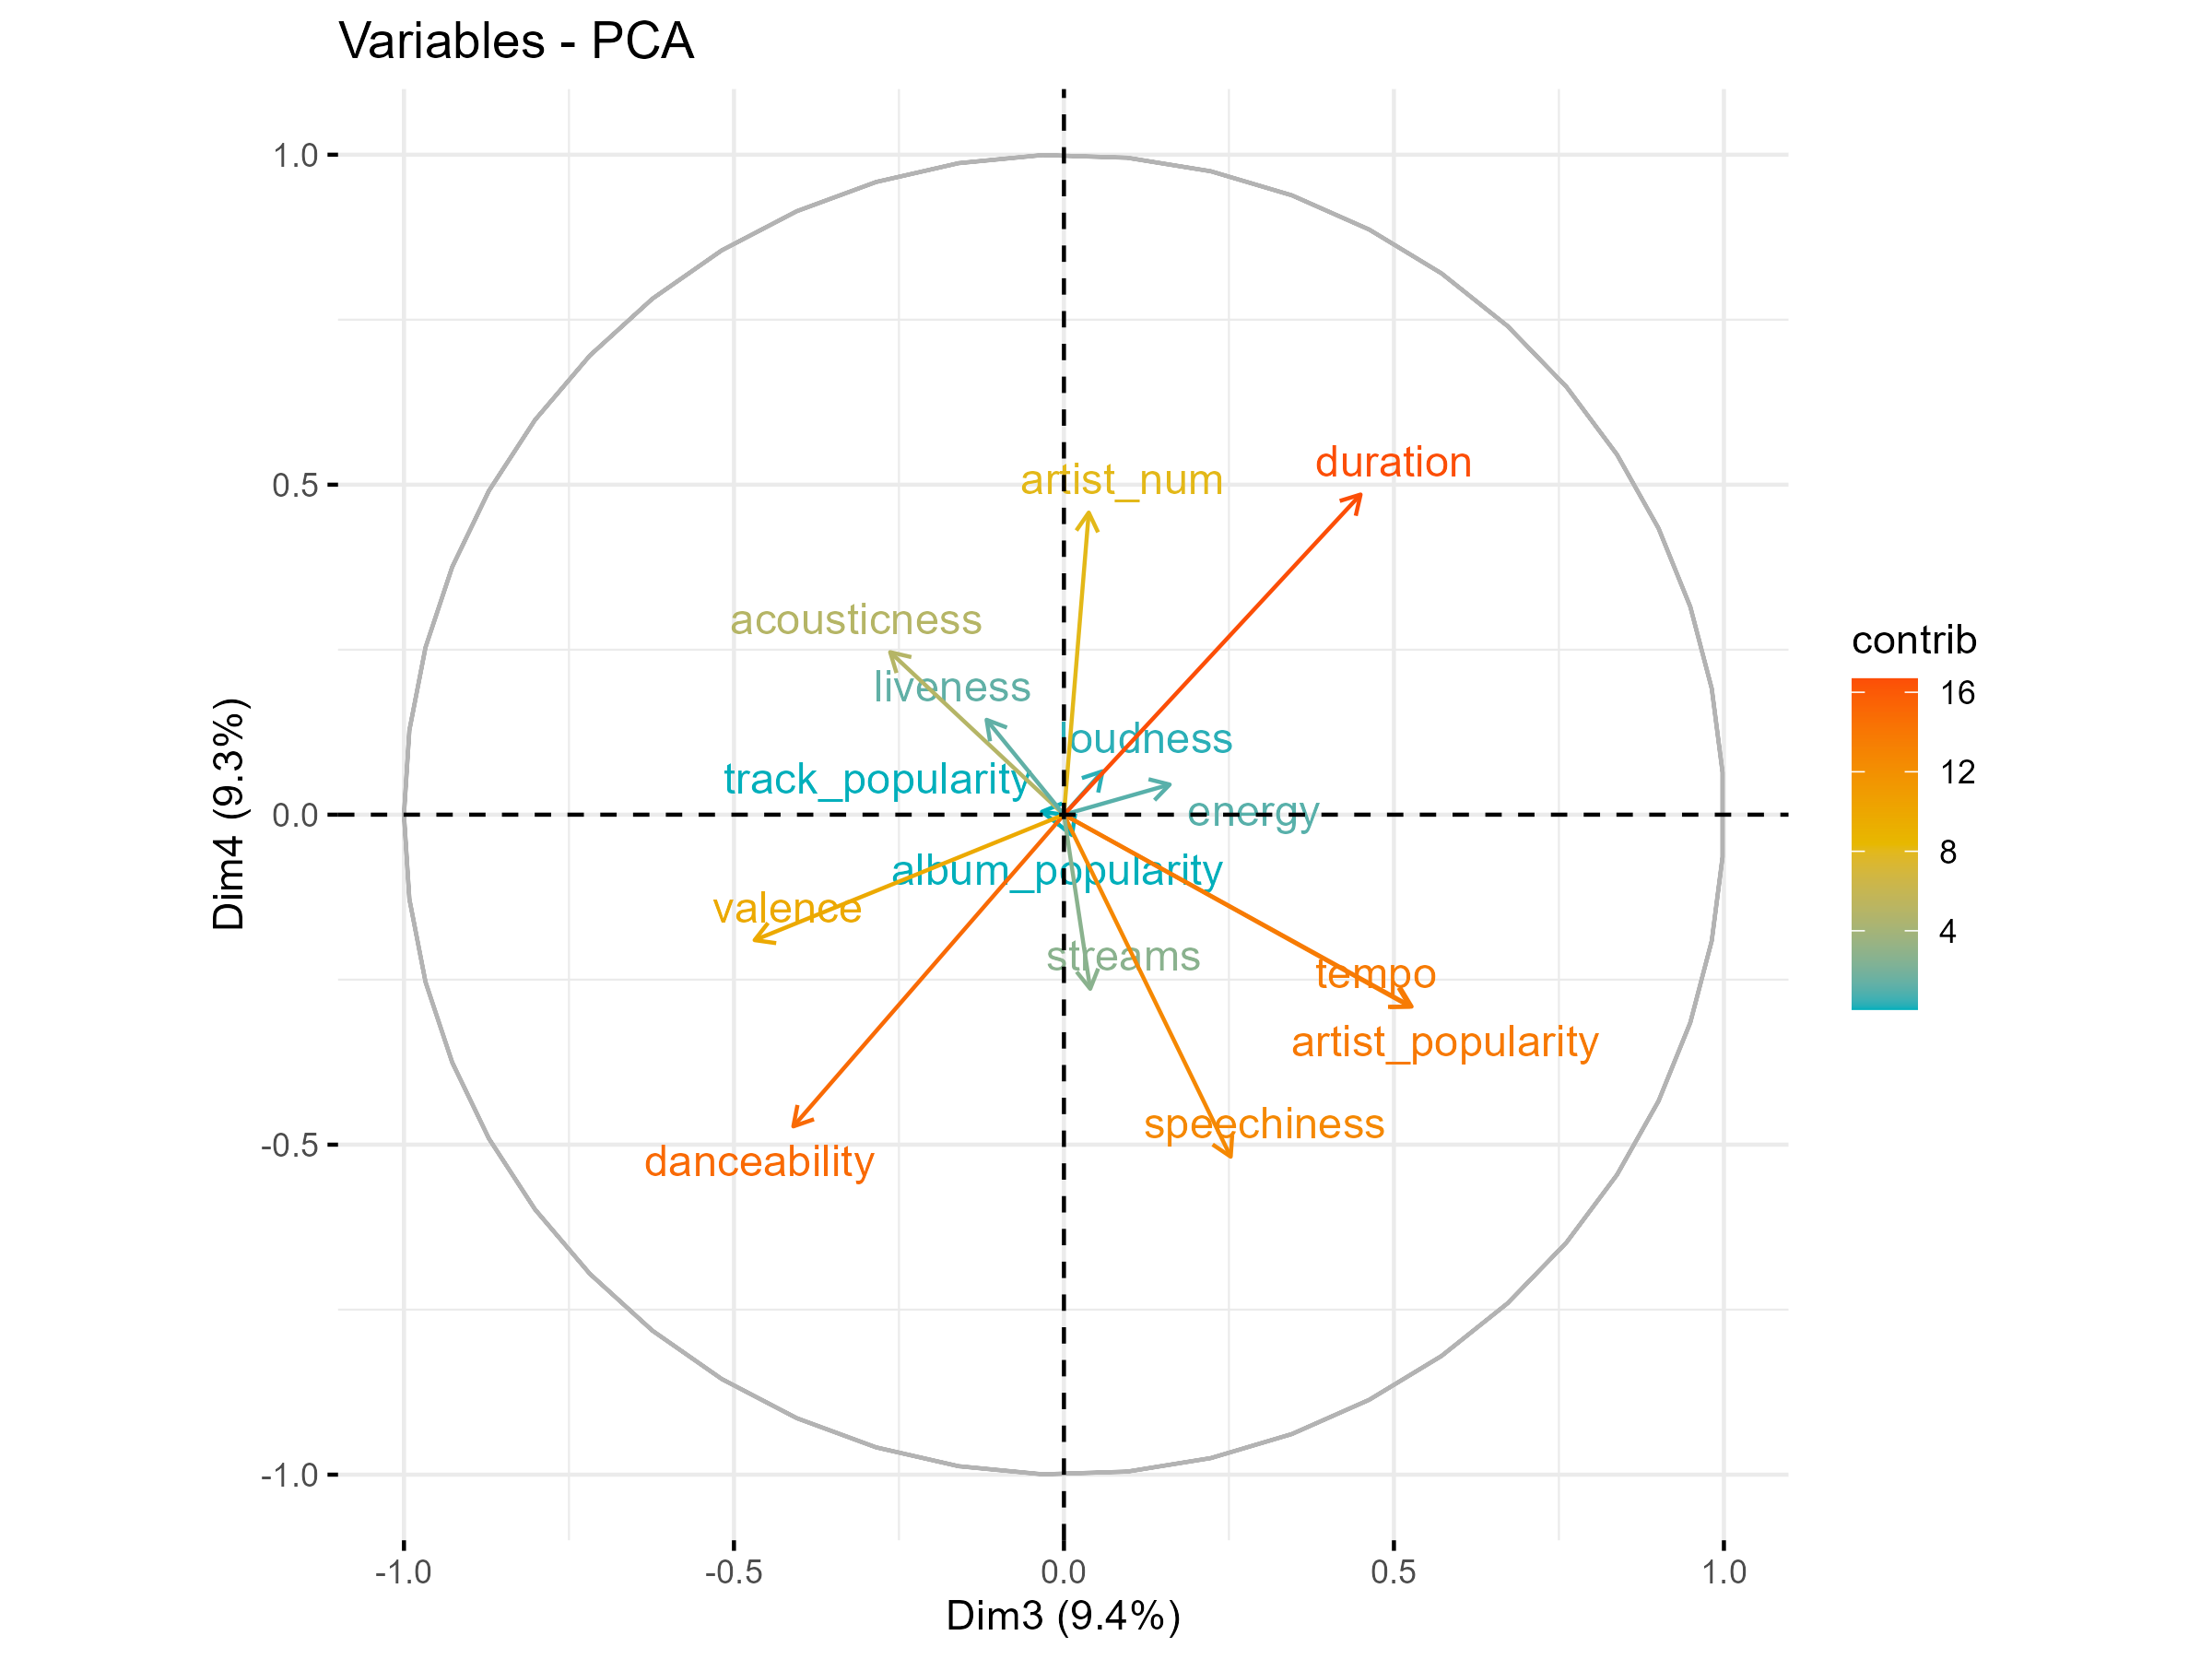 Variables - PCA
1.0
0.5
0.0
-0.5
-1.0
Dim4 (9.3%)
duration
artist_num
acousticness
liveness
loudness
track_popularity
energy
album_popularity
valence
streams
tempo
artist_popularity
speechiness
danceability
-1.0
-0.5
0.0
0.5
1.0
Dim3 (9.4%)
contrib
16
12
8
4